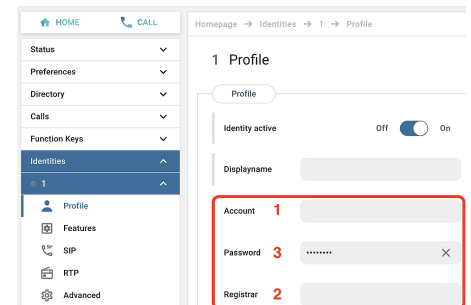 HOME
CALL
Homepage → Identities → 1 → Profile
Status
Preferences
Directory
Calls
Function Keys
Identities
1
Profile
Features
SIP
RTP
Advanced
1 Profile
Profile
Identity active Off On
Displayname
Account 1
Password 3 ••••••••
Registrar 2